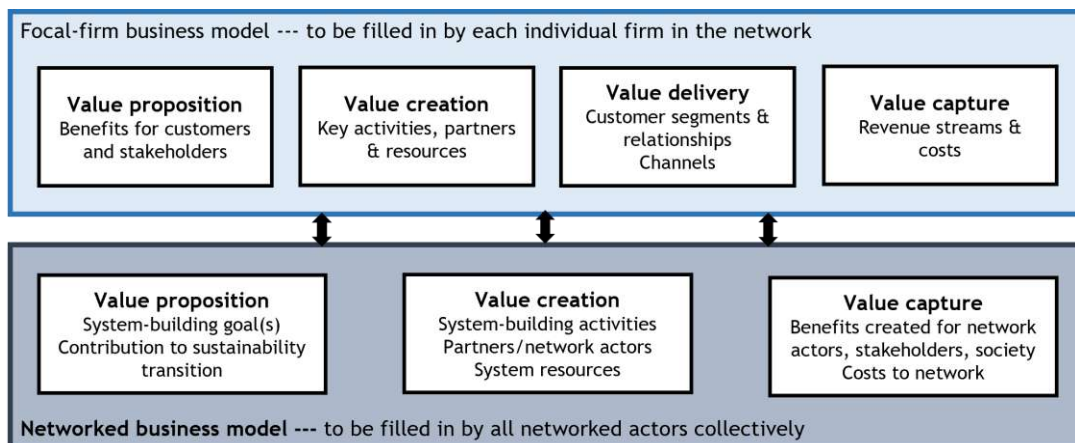 Focal-firm business model --- to be filled in by each individual firm in the network
Value proposition
Benefits for customers
and stakeholders
Value creation
Key activities, partners
& resources
Value delivery
Customer segments &
relationships
Channels
Value capture
Revenue streams &
costs
Value proposition
System-building goal(s)
Contribution to sustainability
transition
Value creation
System-building activities
Partners/network actors
System resources
Value capture
Benefits created for network
actors, stakeholders, society
Costs to network
Networked business model --- to be filled in by all networked actors collectively